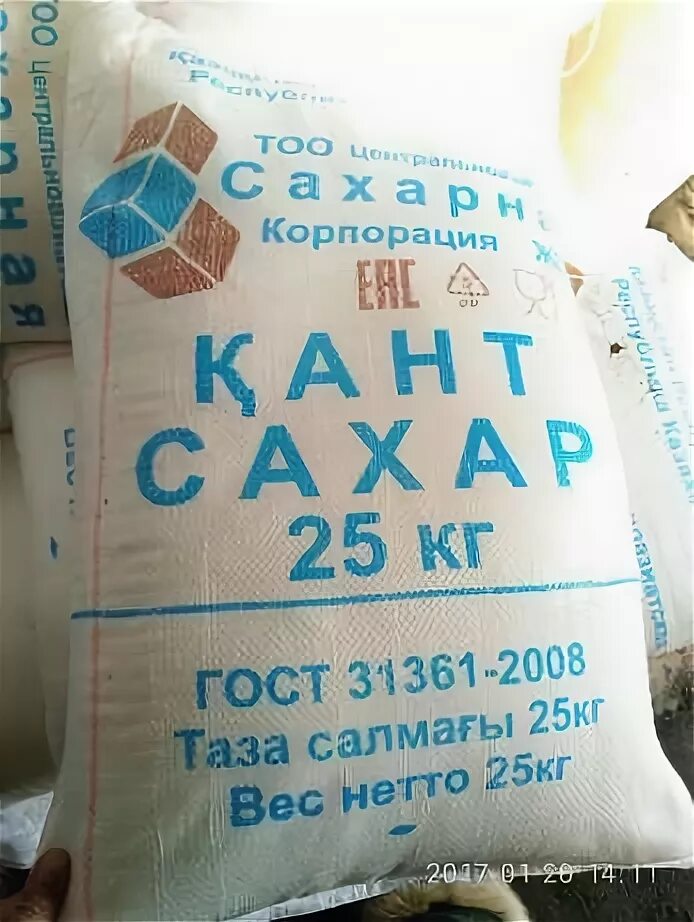 ТОО
Сахарн
Корпорация
ЕАС
ҚАНТ
САХАР
25 кг
ГОСТ 31361-2008
Таза салмағы 25кг
Вес нетто 25кг
2017 01 20 14:11